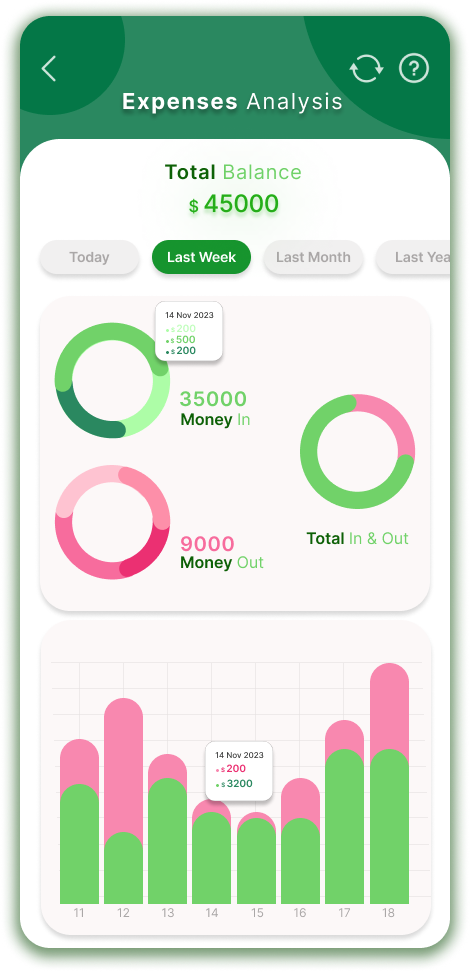 Expenses Analysis
Total Balance
$ 45000
Today
Last Week
Last Month
Last Yea
14 Nov 2023
$ 200
$ 500
$ 200
35000
Money In
9000
Money Out
Total In & Out
14 Nov 2023
$ 200
$ 3200
11 12 13 14 15 16 17 18